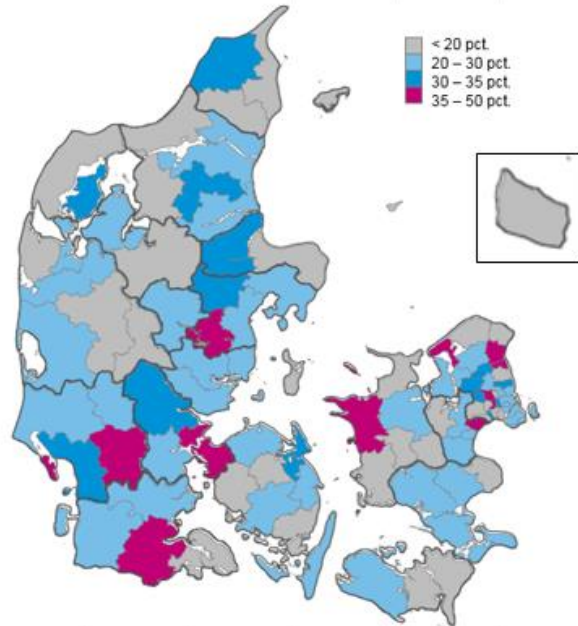 < 20 pct.
20 – 30 pct.
30 – 35 pct.
35 – 50 pct.